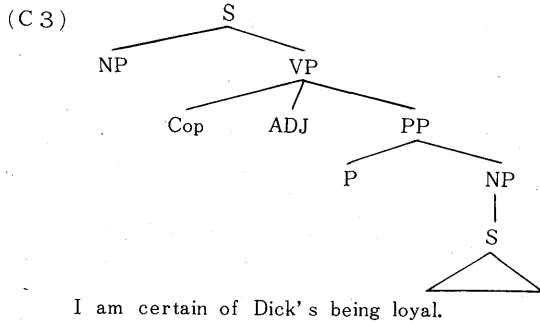 (C3)
S
NP VP
Cop ADJ PP
P NP
S
I am certain of Dick's being loyal.